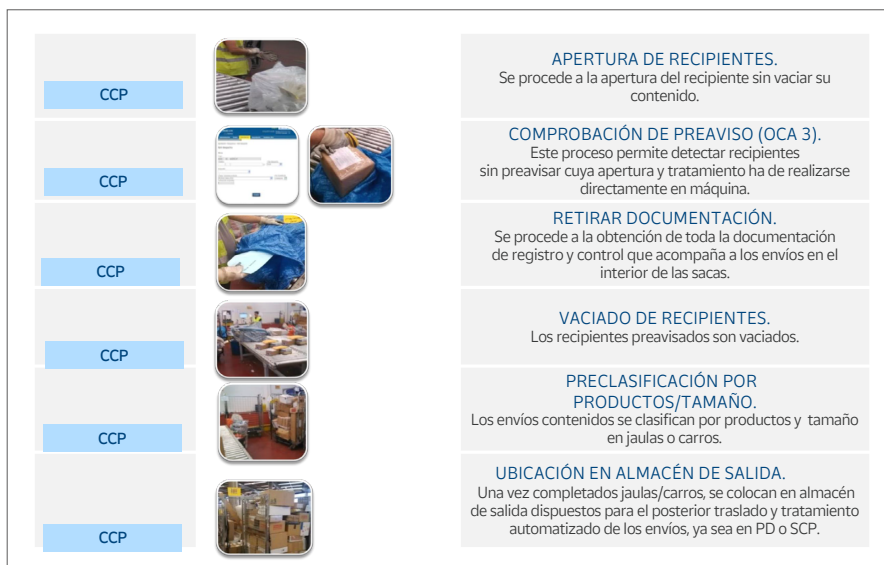 CCP
APERTURA DE RECIPIENTES.
Se procede a la apertura del recipiente sin vaciar su
contenido.
CCP
COMPROBACIÓN DE PREAVISO (OCA 3).
Este proceso permite detectar recipientes
sin preavisar cuya apertura y tratamiento ha de realizarse
directamente en máquina.
CCP
RETIRAR DOCUMENTACIÓN.
Se procede a la obtención de toda la documentación
de registro y control que acompaña a los envíos en el
interior de las sacas.
CCP
VACIADO DE RECIPIENTES.
Los recipientes preavisados son vaciados.
CCP
PRECLASIFICACIÓN POR
PRODUCTOS/TAMAÑO.
Los envíos contenidos se clasifican por productos y tamaño
en jaulas o carros.
CCP
UBICACIÓN EN ALMACÉN DE SALIDA.
Una vez completados jaulas/carros, se colocan en almacén
de salida dispuestos para el posterior traslado y tratamiento
automatizado de los envíos, ya sea en PD o SCP.